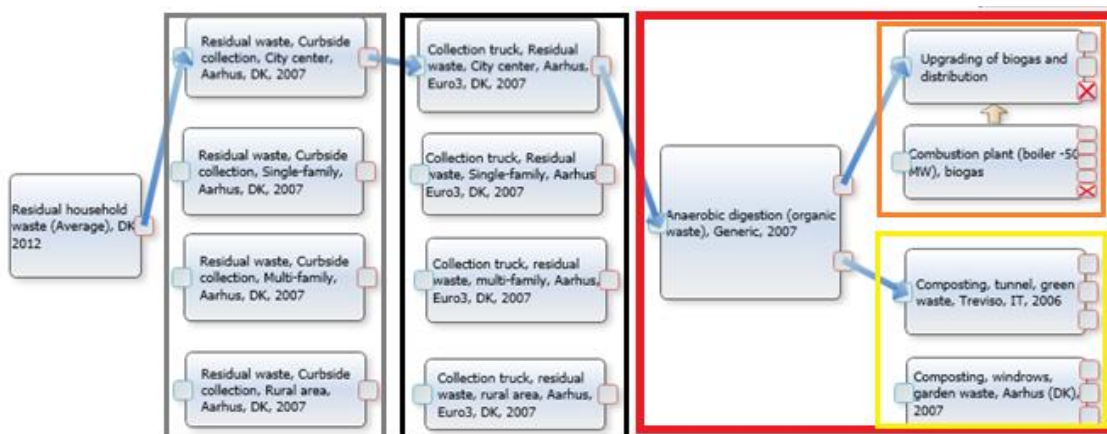 Residual household
waste (Average), DK
2012
Residual waste, Curbside
collection, City center,
Aarhus, DK, 2007
Residual waste, Curbside
collection, Single-family,
Aarhus, DK, 2007
Residual waste, Curbside
collection, Multi-family,
Aarhus, DK, 2007
Residual waste, Curbside
collection, Rural area,
Aarhus, DK, 2007
Collection truck, Residual
waste, City center, Aarhus,
Euro3, DK, 2007
Collection truck, Residual
waste, Single-family, Aarhus
Euro3, DK, 2007
Collection truck, residual
waste, multi-family, Aarhus,
Euro3, DK, 2007
Collection truck, residual
waste, rural area, Aarhus,
Euro3, DK, 2007
Anaerobic digestion (organic
waste), Generic, 2007
Upgrading of biogas and
distribution
Combustion plant (boiler -50
MW), biogas
Composting, tunnel, green
waste, Treviso, IT, 2006
Composting, windrows,
garden waste, Aarhus (DK),
2007